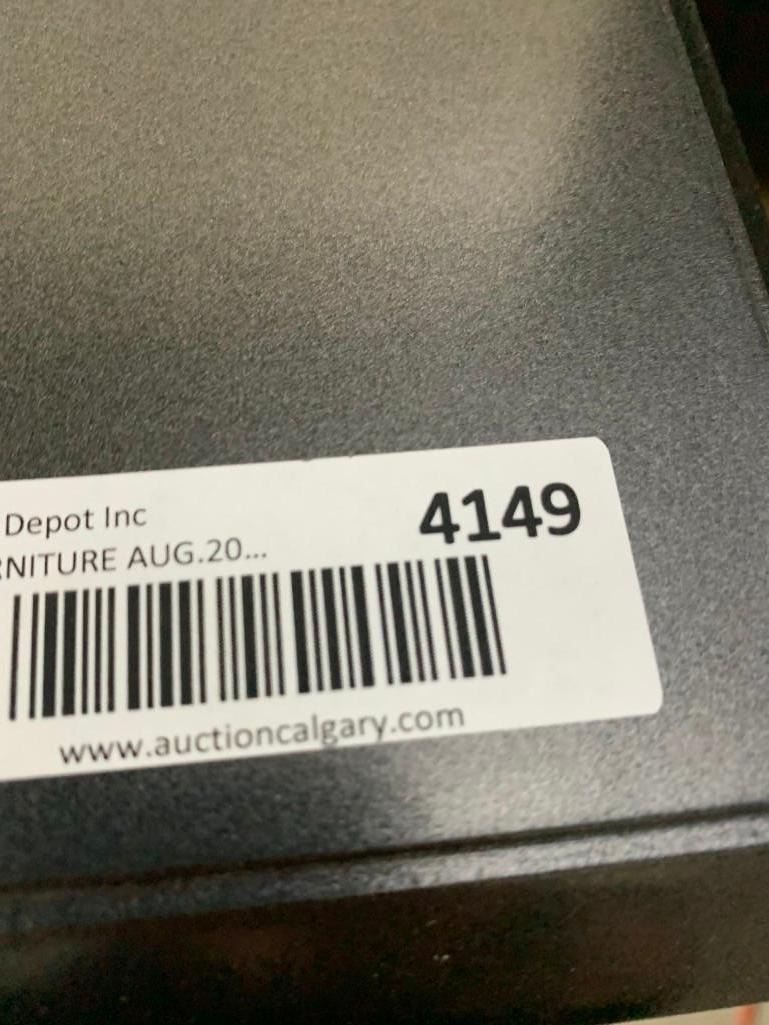 Depot Inc
4149
RNITURE AUG.20...
www.auctioncalgary.com